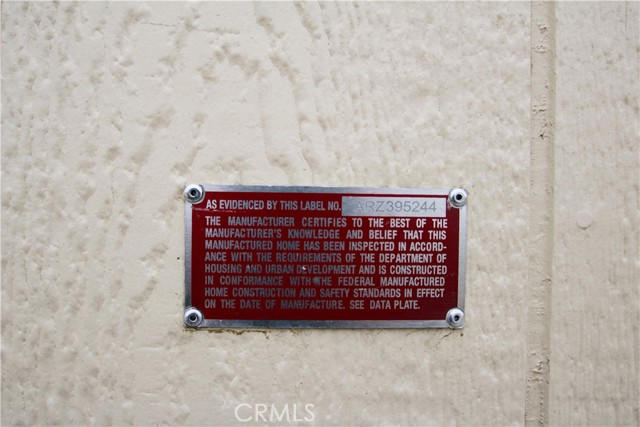 AS EVIDENCED BY THIS LABEL NO. ARZ395244
THE MANUFACTURER CERTIFIES TO THE BEST OF THE
MANUFACTURER'S KNOWLEDGE AND BELIEF THAT THIS
MANUFACTURED HOME HAS BEEN INSPECTED IN ACCORD-
ANCE WITH THE REQUIREMENTS OF THE DEPARTMENT OF
HOUSING AND URBAN DEVELOPMENT AND IS CONSTRUCTED
IN CONFORMANCE WITH THE FEDERAL MANUFACTURED
HOME CONSTRUCTION AND SAFETY STANDARDS IN EFFECT
ON THE DATE OF MANUFACTURE. SEE DATA PLATE.
CRMLS